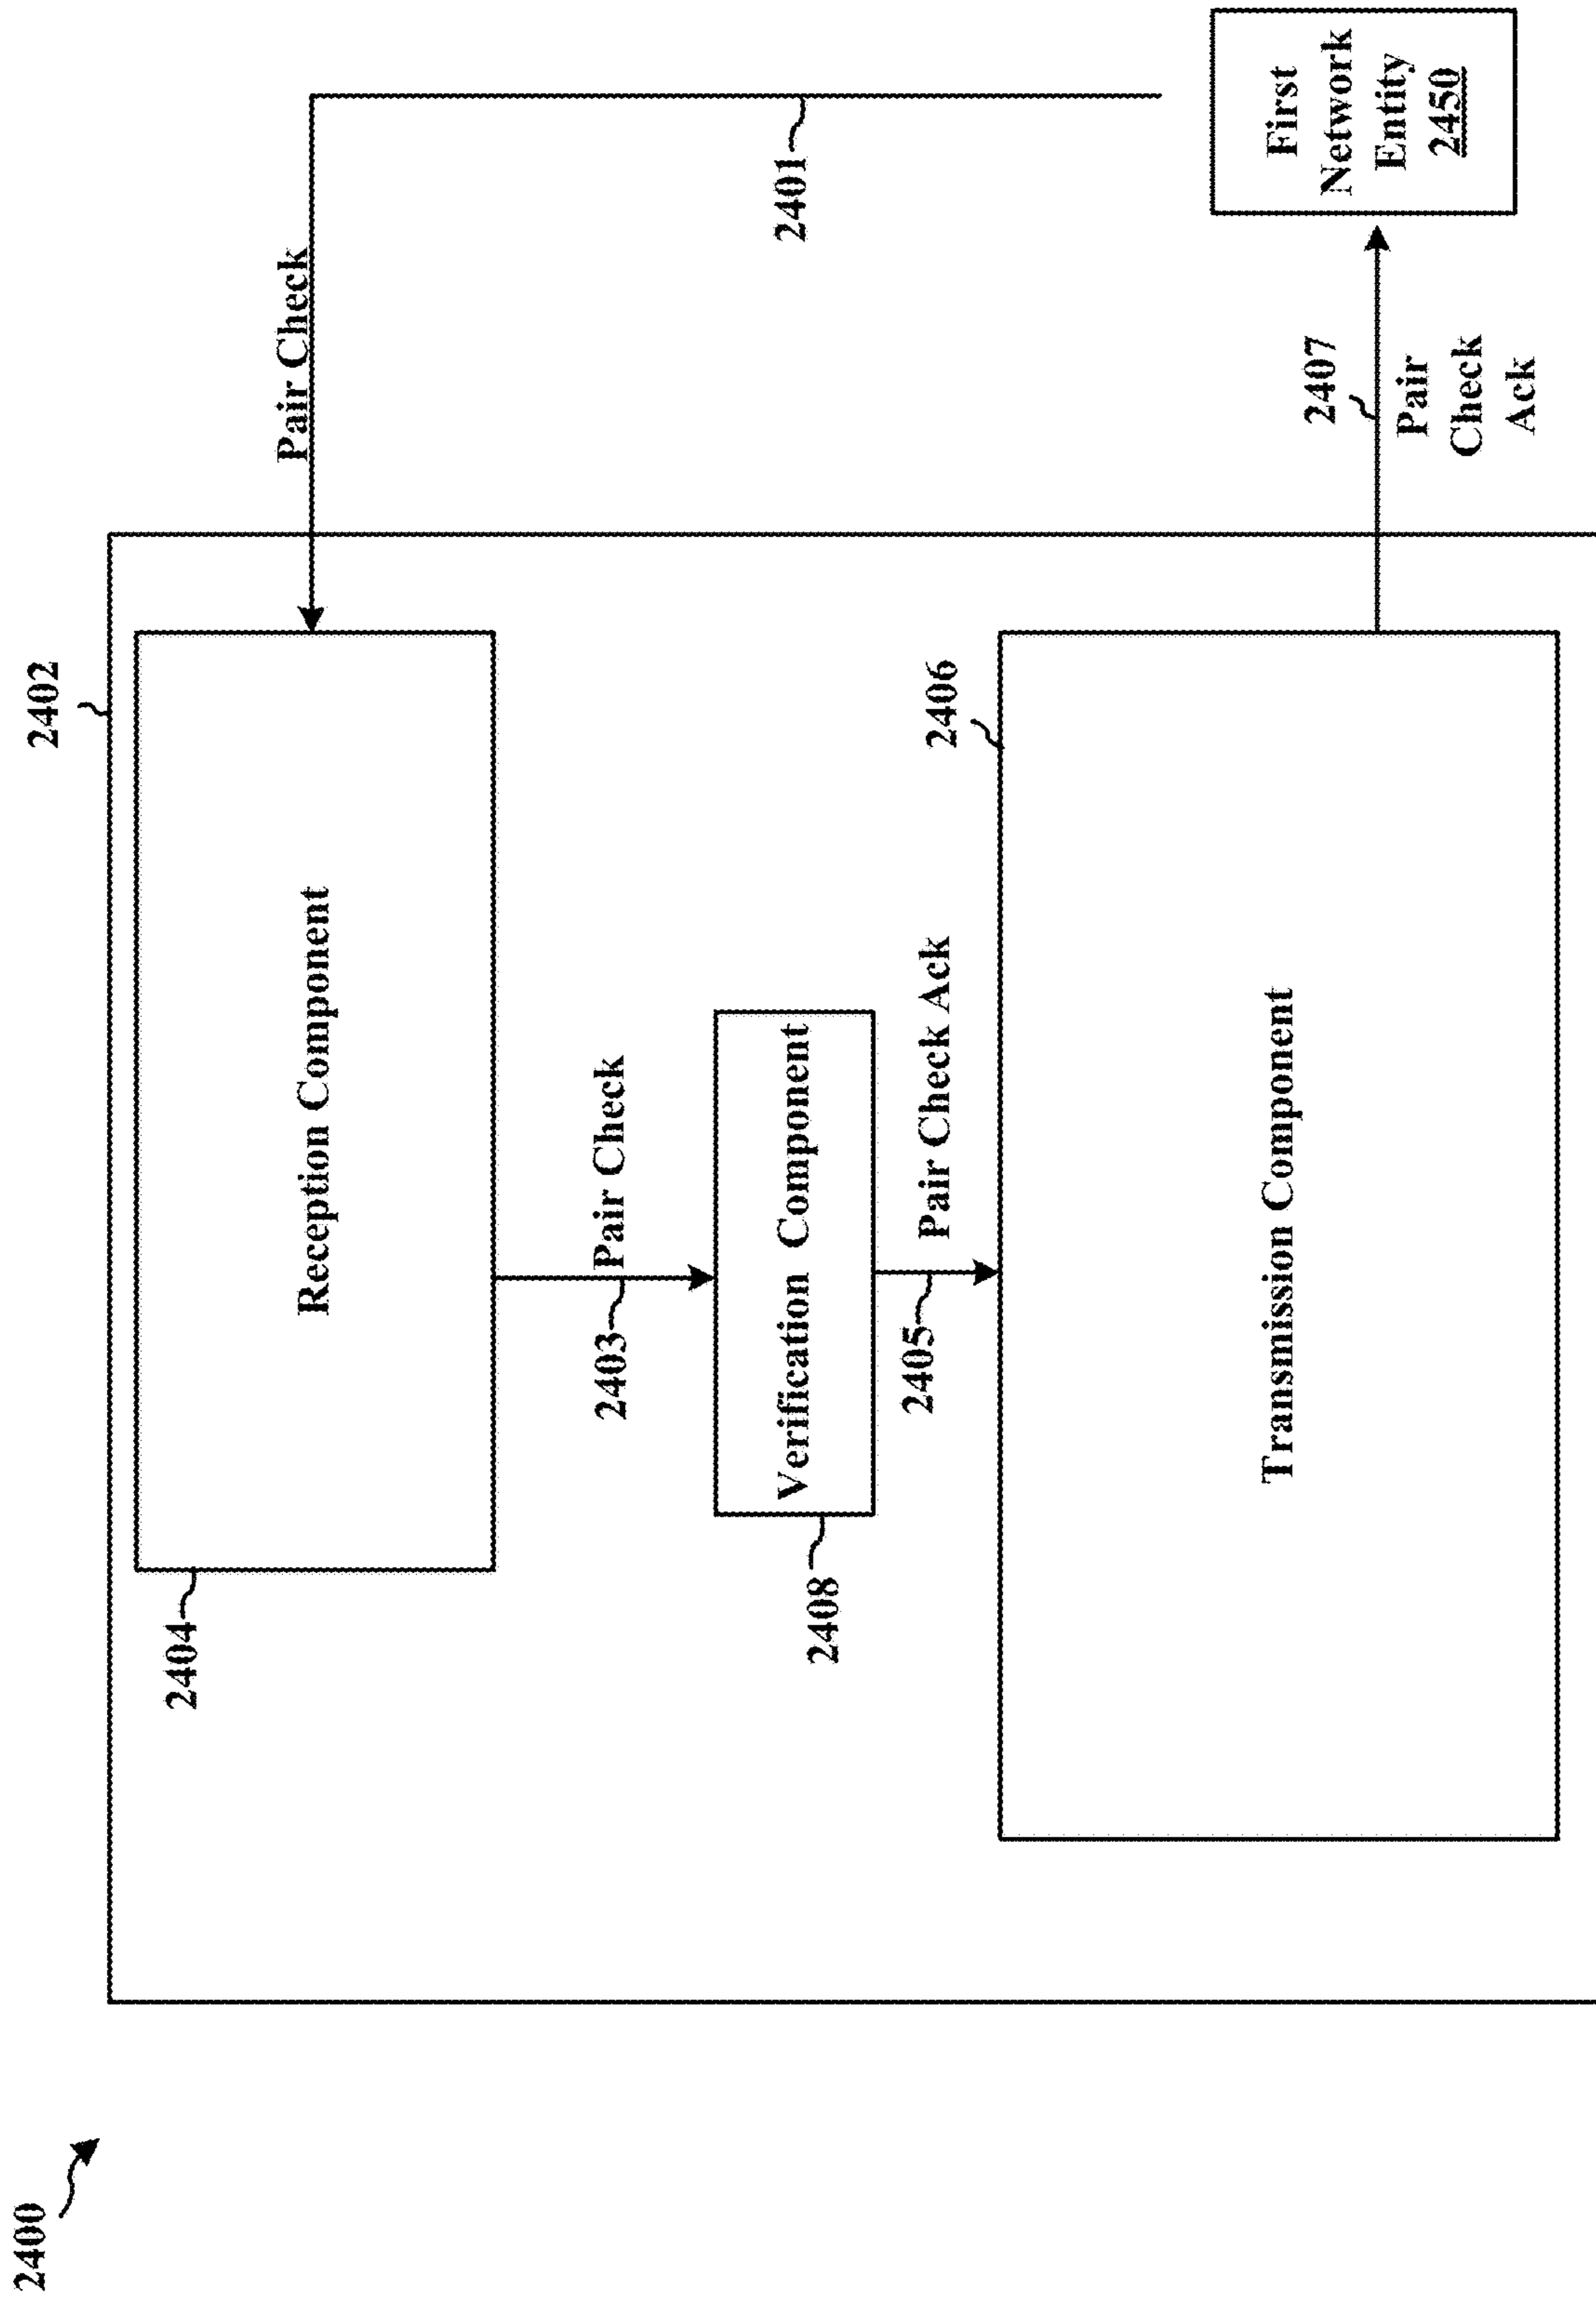 2400
2402
2404
Reception Component
Pair Check
2401
2403
Pair Check
2408
Verification Component
2405
Pair Check Ack
2406
Transmission Component
2407
Pair
Check
Ack
First
Network
Entity
2450